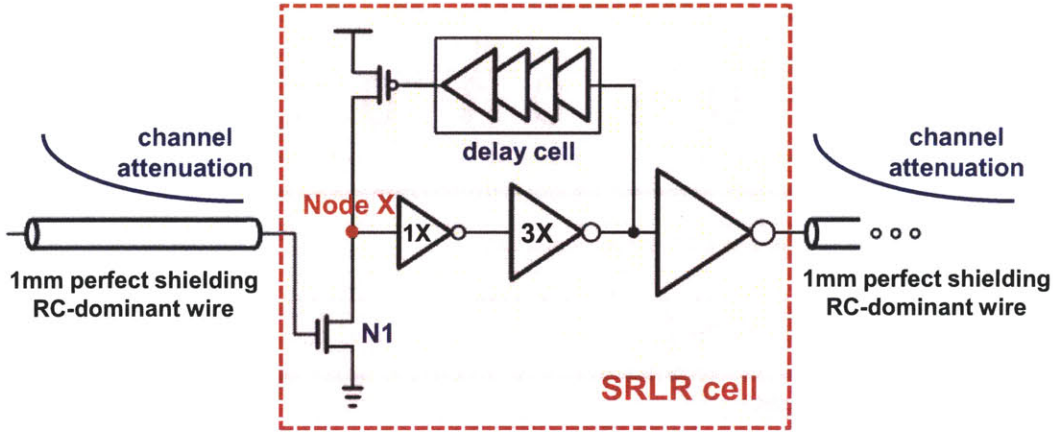 channel
attenuation
delay cell
channel
attenuation
Node X
1X
3X
1mm perfect shielding
RC-dominant wire
N1
1mm perfect shielding
RC-dominant wire
SRLR cell